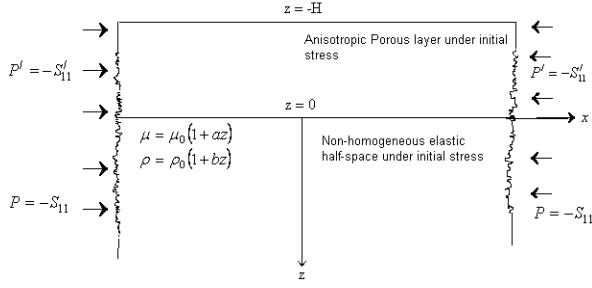 z = -H
Anisotropic Porous layer under initial
stress
P′ = −S′₁₁
P′ = −S′₁₁
z = 0
x
μ = μ₀(1+az)
ρ = ρ₀(1+bz)
Non-homogeneous elastic
half-space under initial stress
P = −S₁₁
P = −S₁₁
z